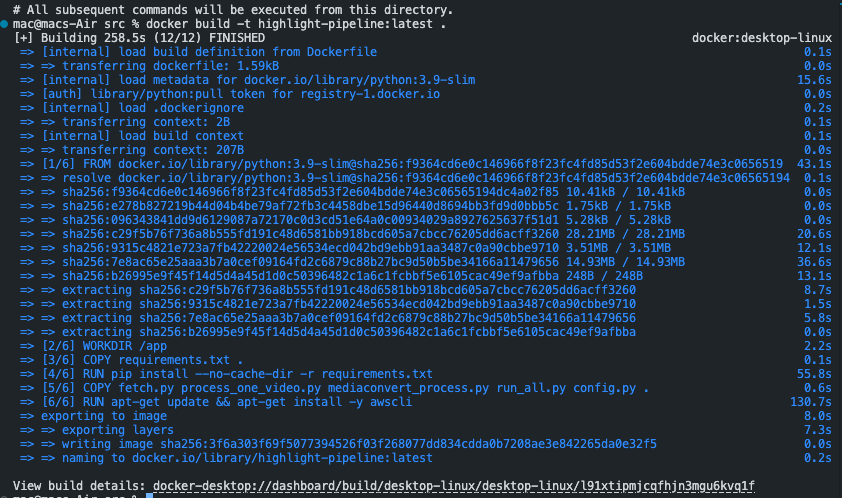 # All subsequent commands will be executed from this directory.
mac@macs-Air src % docker build -t highlight-pipeline:latest .
[+] Building 258.5s (12/12) FINISHED docker:desktop-linux
=> [internal] load build definition from Dockerfile 0.1s
=> => transferring dockerfile: 1.59kB 0.0s
=> [internal] load metadata for docker.io/library/python:3.9-slim 15.6s
=> [auth] library/python:pull token for registry-1.docker.io 0.0s
=> [internal] load .dockerignore 0.2s
=> => transferring context: 2B 0.1s
=> [internal] load build context 0.1s
=> => transferring context: 207B 0.0s
=> [1/6] FROM docker.io/library/python:3.9-slim@sha256:f9364cd6e0c146966f8f23fc4fd85d53f2e604bdde74e3c06565519 43.1s
=> => resolve docker.io/library/python:3.9-slim@sha256:f9364cd6e0c146966f8f23fc4fd85d53f2e604bdde74e3c065655194 0.1s
=> => sha256:f9364cd6e0c146966f8f23fc4fd85d53f2e604bdde74e3c06565194dc4a02f85 10.41kB / 10.41kB 0.0s
=> => sha256:e278b827219b44d04b4be79af72fb3c4458dbe15d96440d8694bb3fd9d0bbb5c 1.75kB / 1.75kB 0.0s
=> => sha256:096343841dd9d6129087a72170c0d3cd51e64a0c00934029a8927625637f51d1 5.28kB / 5.28kB 0.0s
=> => sha256:c29f5b76f736a8b555fd191c48d6581bb918bcd605a7cbcc76205dd6acff3260 28.21MB / 28.21MB 20.6s
=> => sha256:9315c4821e723a7fb42220024e56534ecd042bd9ebb91aa3487c0a90cbbe9710 3.51MB / 3.51MB 12.1s
=> => sha256:7e8ac65e25aaa3b7a0cef09164fd2c6879c88b27bc9d50b5be34166a11479656 14.93MB / 14.93MB 36.6s
=> => sha256:b26995e9f45f14d5d4a45d1d0c50396482c1a6c1fcbbf5e6105cac49ef9afbba 248B / 248B 13.1s
=> => extracting sha256:c29f5b76f736a8b555fd191c48d6581bb918bcd605a7cbcc76205dd6acff3260 8.7s
=> => extracting sha256:9315c4821e723a7fb42220024e56534ecd042bd9ebb91aa3487c0a90cbbe9710 1.5s
=> => extracting sha256:7e8ac65e25aaa3b7a0cef09164fd2c6879c88b27bc9d50b5be34166a11479656 5.8s
=> => extracting sha256:b26995e9f45f14d5d4a45d1d0c50396482c1a6c1fcbbf5e6105cac49ef9afbba 0.0s
=> [2/6] WORKDIR /app 2.2s
=> [3/6] COPY requirements.txt . 0.1s
=> [4/6] RUN pip install --no-cache-dir -r requirements.txt 55.8s
=> [5/6] COPY fetch.py process_one_video.py mediaconvert_process.py run_all.py config.py . 0.6s
=> [6/6] RUN apt-get update && apt-get install -y awscli 130.7s
=> exporting to image 8.0s
=> => exporting layers 7.3s
=> => writing image sha256:3f6a303f69f5077394526f03f268077dd834cdda0b7208ae3e842265da0e32f5 0.0s
=> => naming to docker.io/library/highlight-pipeline:latest 0.2s
View build details: docker-desktop://dashboard/build/desktop-linux/desktop-linux/l91xtipmjcqfhjn3mgu6kvq1f
mac@macs-Air src %